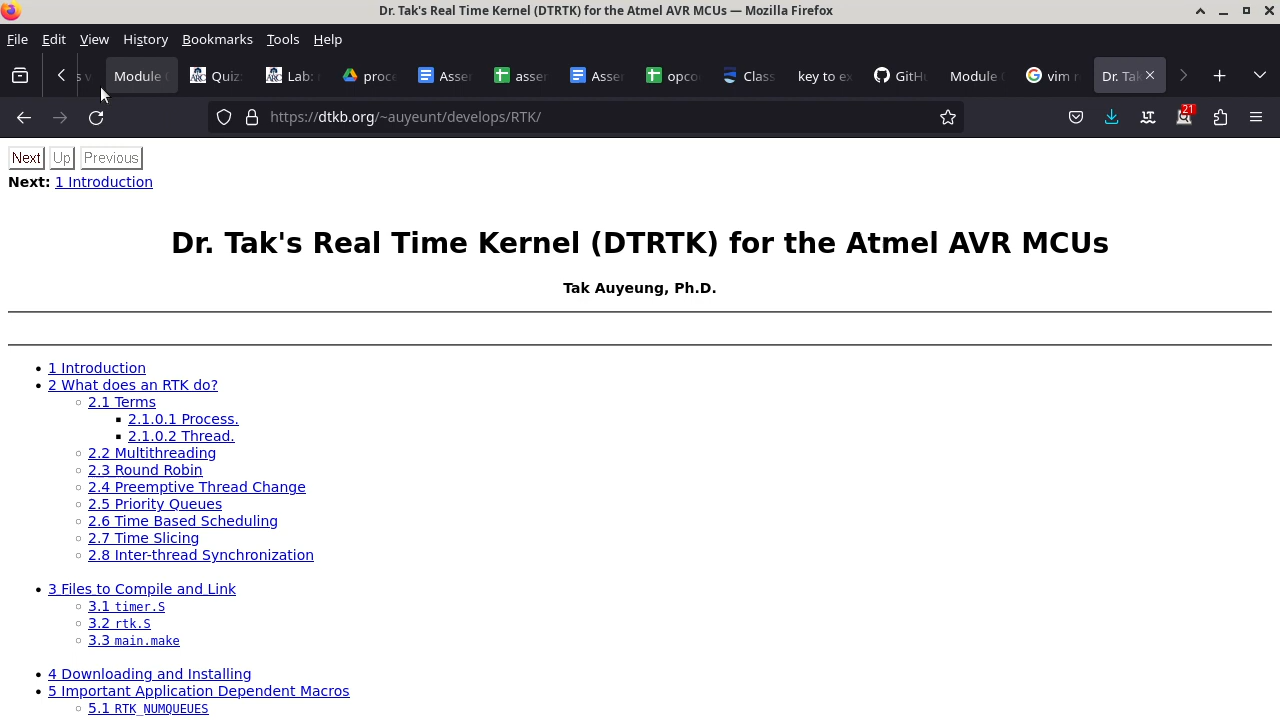 Dr. Tak's Real Time Kernel (DTRTK) for the Atmel AVR MCUs — Mozilla Firefox
File Edit View History Bookmarks Tools Help
s v Module Quiz: Lab: proce Asser asser Asser opco Class key to ex GitHu Module vim r Dr. Tak
https://dtkb.org/~auyeunt/develops/RTK/ 21
Next Up Previous
Next: 1 Introduction
Dr. Tak's Real Time Kernel (DTRTK) for the Atmel AVR MCUs
Tak Auyeung, Ph.D.
1 Introduction
2 What does an RTK do?
2.1 Terms
2.1.0.1 Process.
2.1.0.2 Thread.
2.2 Multithreading
2.3 Round Robin
2.4 Preemptive Thread Change
2.5 Priority Queues
2.6 Time Based Scheduling
2.7 Time Slicing
2.8 Inter-thread Synchronization
3 Files to Compile and Link
3.1 timer.S
3.2 rtk.S
3.3 main.make
4 Downloading and Installing
5 Important Application Dependent Macros
5.1 RTK_NUMQUEUES